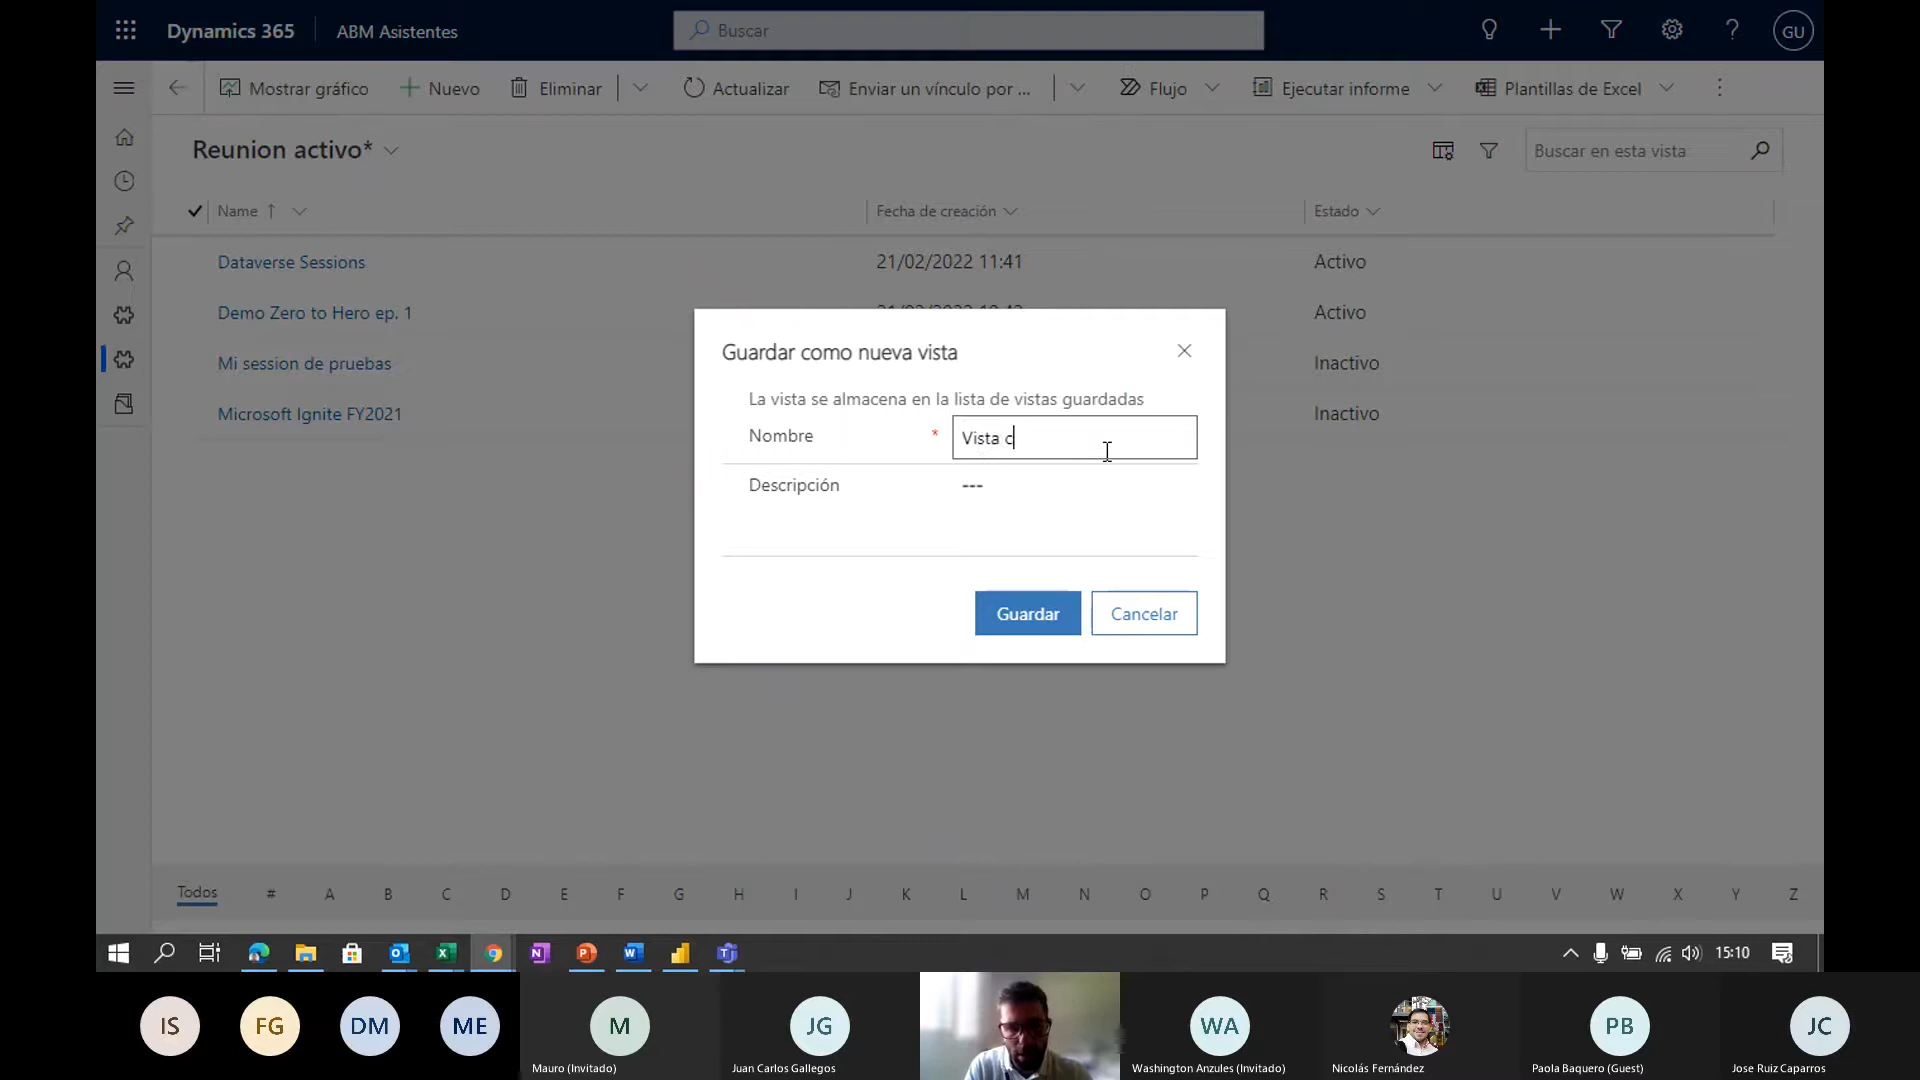 Dynamics 365
ABM Asistentes
Buscar
GU
Mostrar gráfico
Nuevo
Eliminar
Actualizar
Enviar un vínculo por ...
Flujo
Ejecutar informe
Plantillas de Excel
Reunion activo*
Buscar en esta vista
Name
Fecha de creación
Estado
Dataverse Sessions
21/02/2022 11:41
Activo
Demo Zero to Hero ep. 1
Activo
Mi session de pruebas
Inactivo
Microsoft Ignite FY2021
Inactivo
Guardar como nueva vista
La vista se almacena en la lista de vistas guardadas
Nombre
*
Vista c
Descripción
---
Guardar
Cancelar
Todos # A B C D E F G H I J K L M N O P Q R S T U V W X Y Z
15:10
IS
FG
DM
ME
M
JG
WA
PB
JC
Mauro (Invitado)
Juan Carlos Gallegos
Washington Anzules (Invitado)
Nicolás Fernández
Paola Baquero (Guest)
Jose Ruiz Caparros